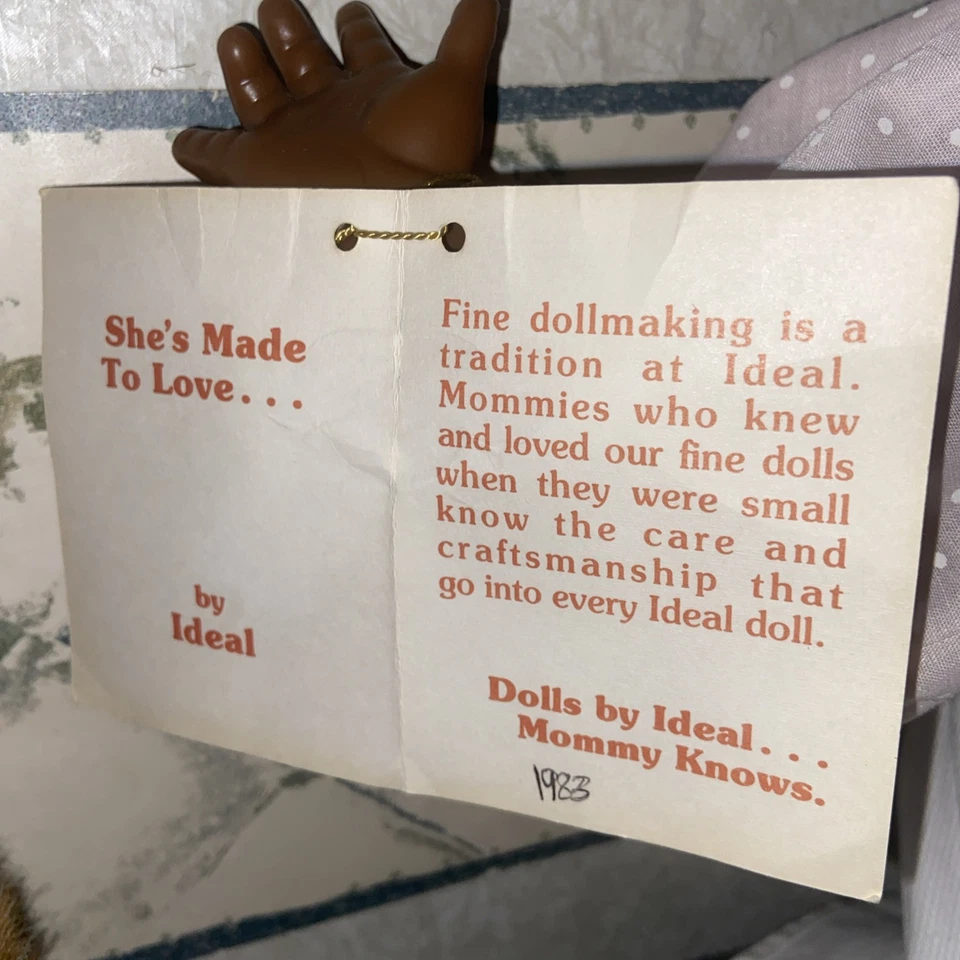 She's Made
To Love...
by
Ideal
Fine dollmaking is a
tradition at Ideal.
Mommies who knew
and loved our fine dolls
when they were small
know the care and
craftsmanship that
go into every Ideal doll.
Dolls by Ideal...
Mommy Knows.
1983